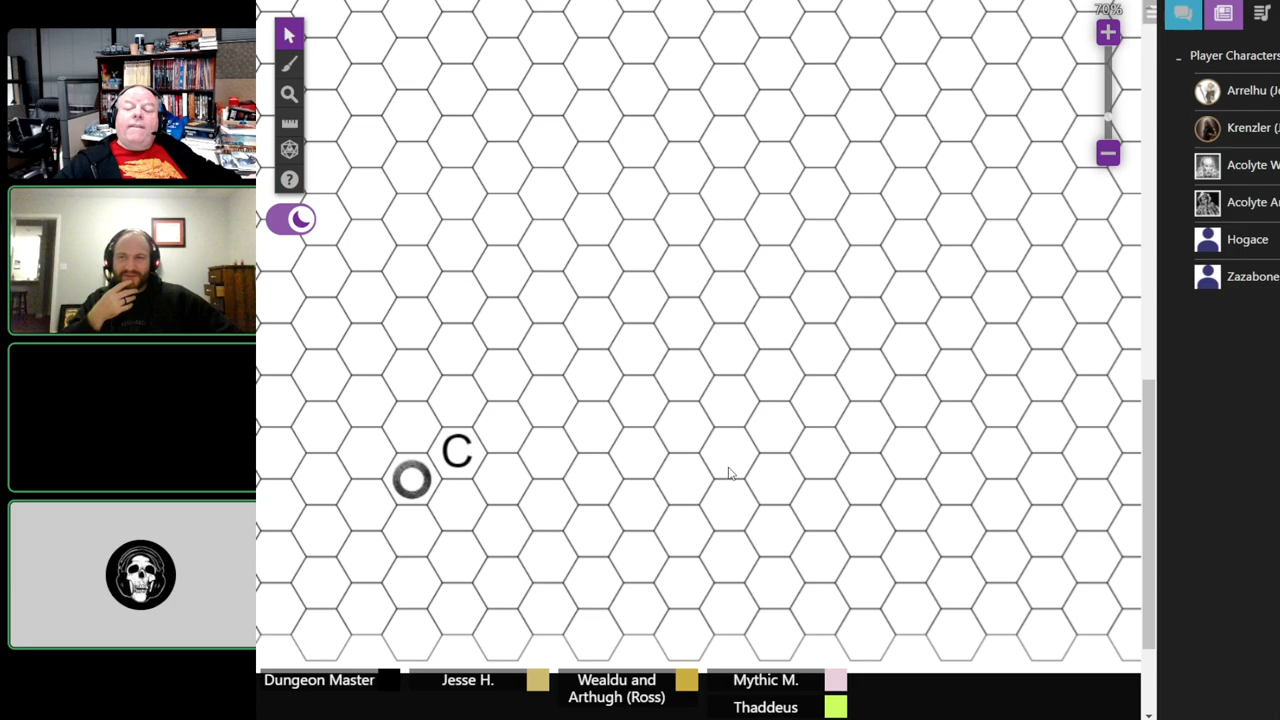 70%
Player Characters
Arrelhu (J
Krenzler (
Acolyte W
Acolyte A
Hogace
Zazabone
C
Dungeon Master
Jesse H.
Wealdu and
Arthugh (Ross)
Mythic M.
Thaddeus